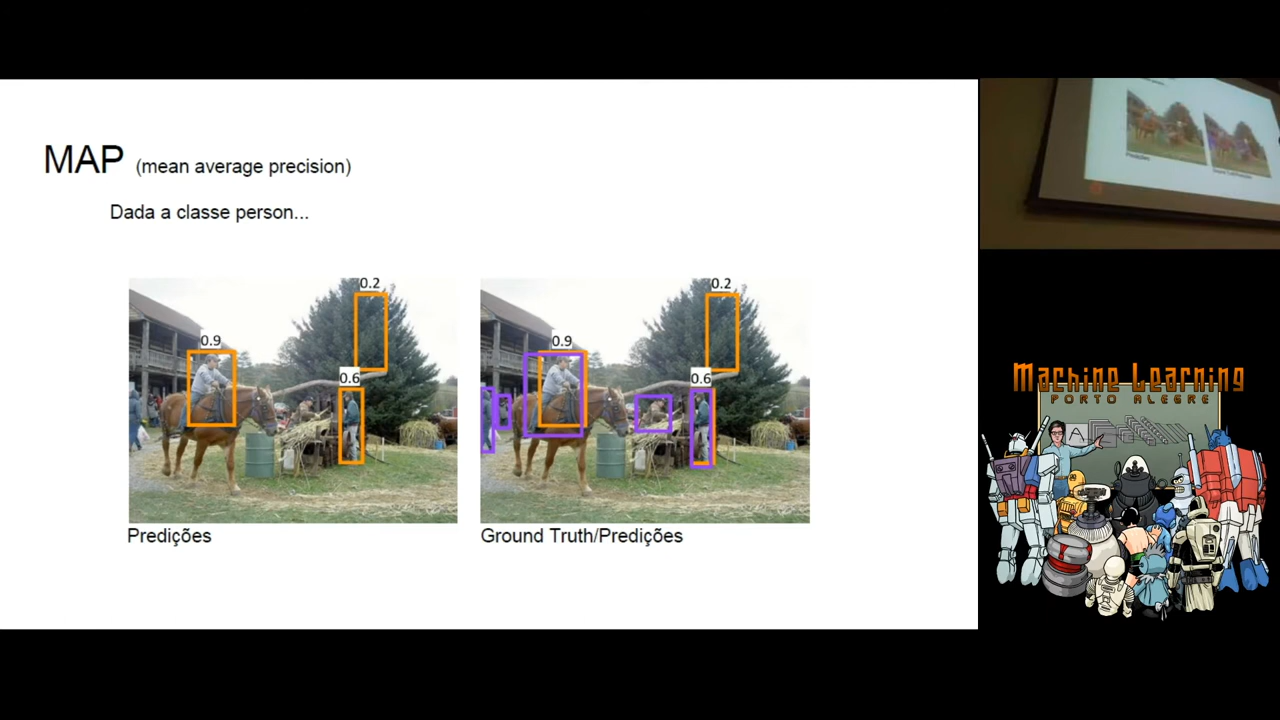 MAP (mean average precision)
Dada a classe person...
0.2
0.9
0.6
0.2
0.9
0.6
Predições
Ground Truth/Predições
Machine Learning
PORTO ALEGRE